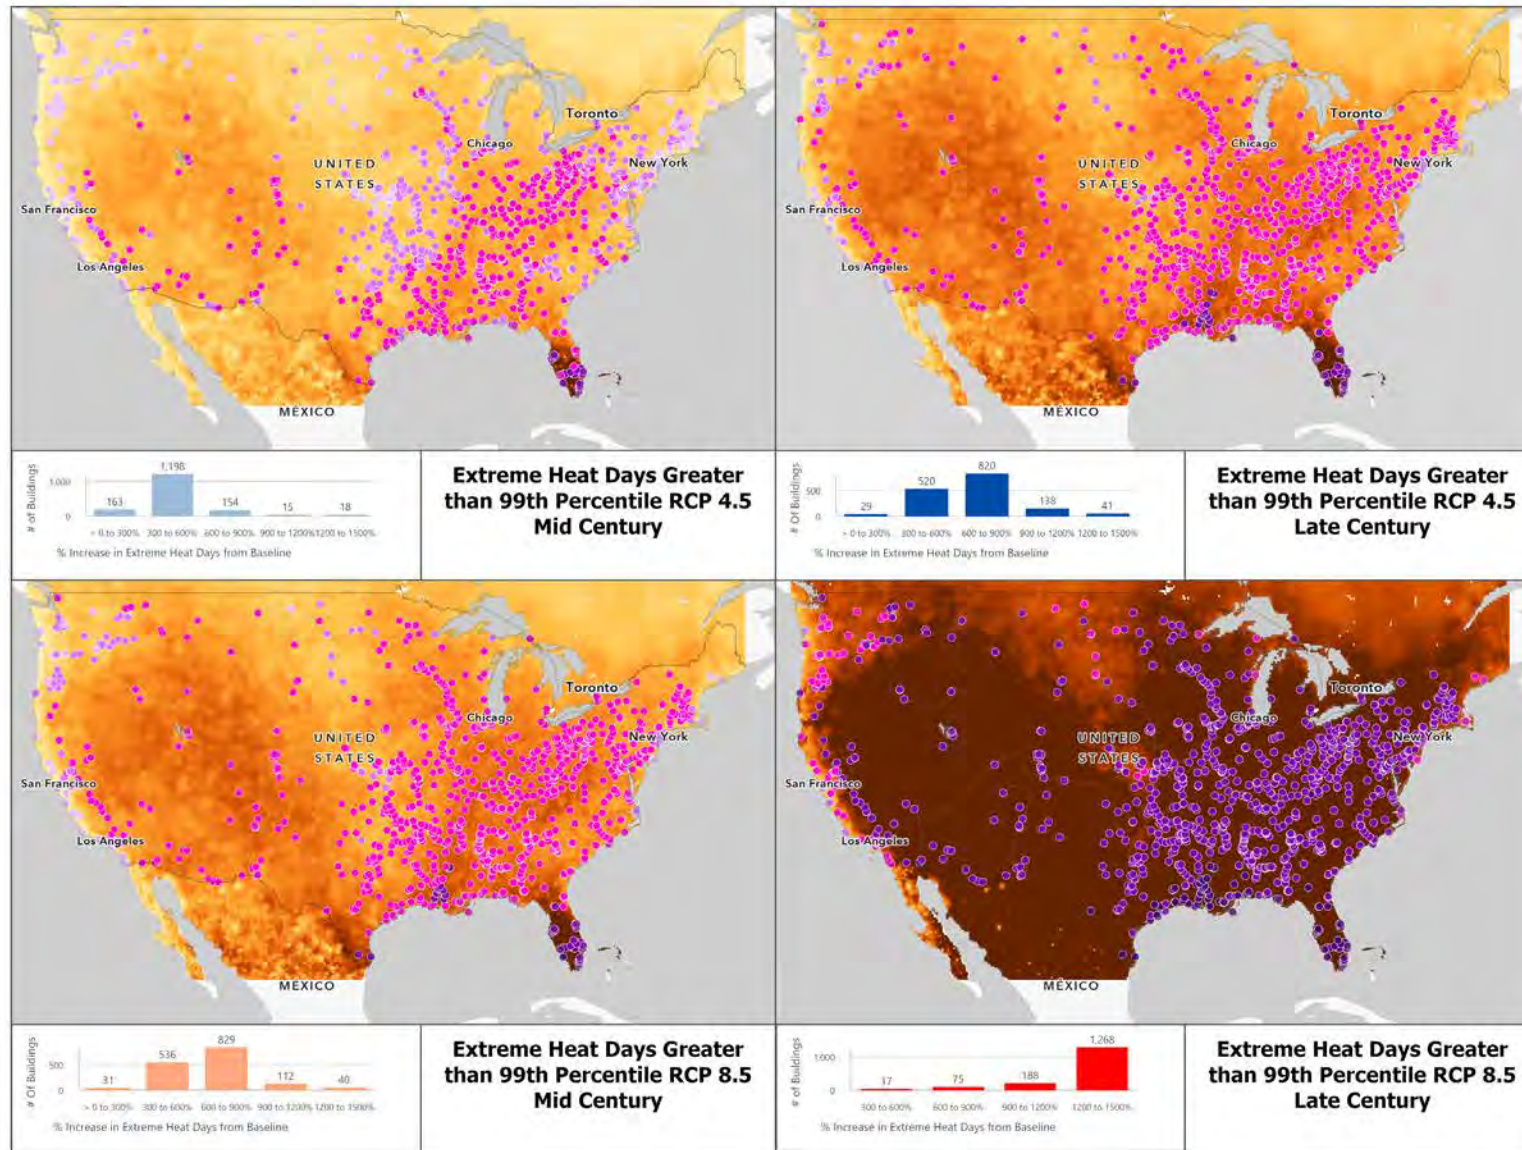 Toronto
Chicago
UNITED
STATES
New York
San Francisco
Los Angeles
MÉXICO
# of Buildings
1,000
0
163
1,198
154
15
18
> 0 to 300%
300 to 600%
600 to 900%
900 to 1200%
1200 to 1500%
% Increase in Extreme Heat Days from Baseline
Extreme Heat Days Greater
than 99th Percentile RCP 4.5
Mid Century
Toronto
Chicago
UNITED
STATES
New York
San Francisco
Los Angeles
MÉXICO
# Of Buildings
500
0
29
520
820
138
41
> 0 to 300%
300 to 600%
600 to 900%
900 to 1200%
1200 to 1500%
% Increase in Extreme Heat Days from Baseline
Extreme Heat Days Greater
than 99th Percentile RCP 4.5
Late Century
Toronto
Chicago
UNITED
STATES
New York
San Francisco
Los Angeles
MÉXICO
# Of Buildings
500
0
31
536
829
112
40
> 0 to 300%
300 to 600%
600 to 900%
900 to 1200%
1200 to 1500%
% Increase in Extreme Heat Days from Baseline
Extreme Heat Days Greater
than 99th Percentile RCP 8.5
Mid Century
Toronto
Chicago
UNITED
STATES
New York
San Francisco
Los Angeles
MÉXICO
# of Buildings
1,000
0
37
75
188
1,268
300 to 600%
600 to 900%
900 to 1200%
1200 to 1500%
% Increase in Extreme Heat Days from Baseline
Extreme Heat Days Greater
than 99th Percentile RCP 8.5
Late Century